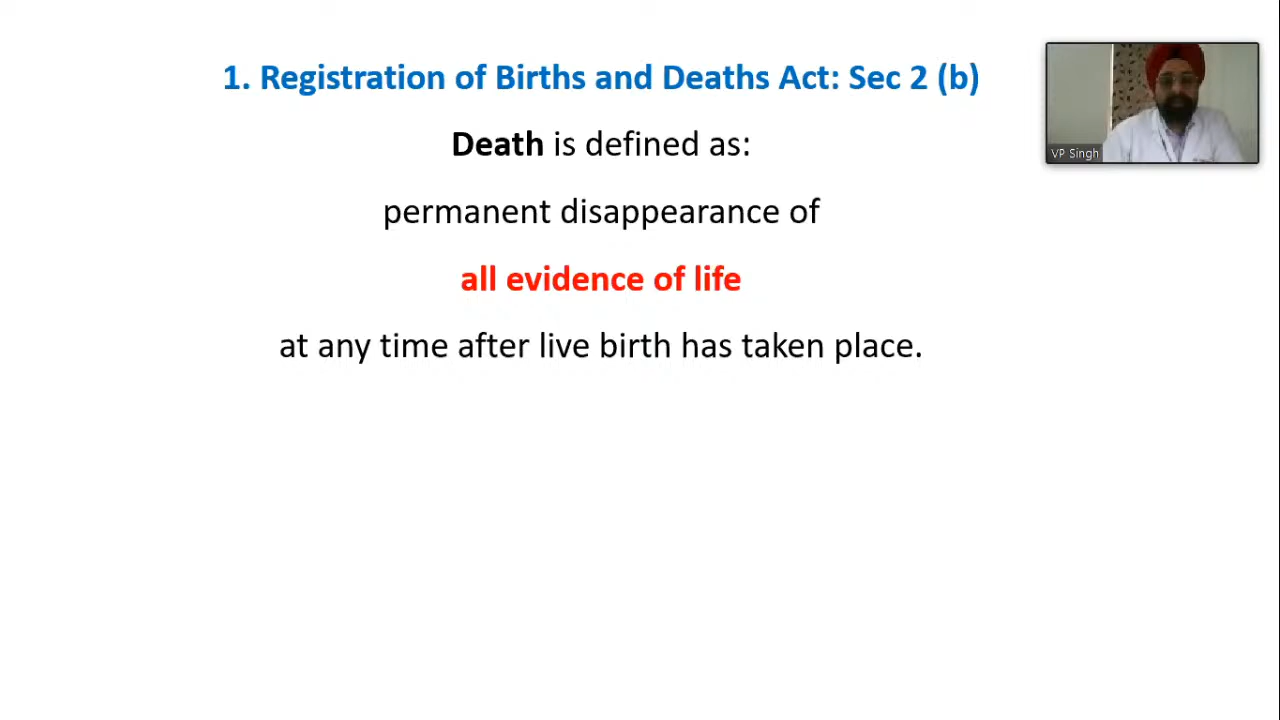 1. Registration of Births and Deaths Act: Sec 2 (b)
Death is defined as:
permanent disappearance of
all evidence of life
at any time after live birth has taken place.
VP Singh